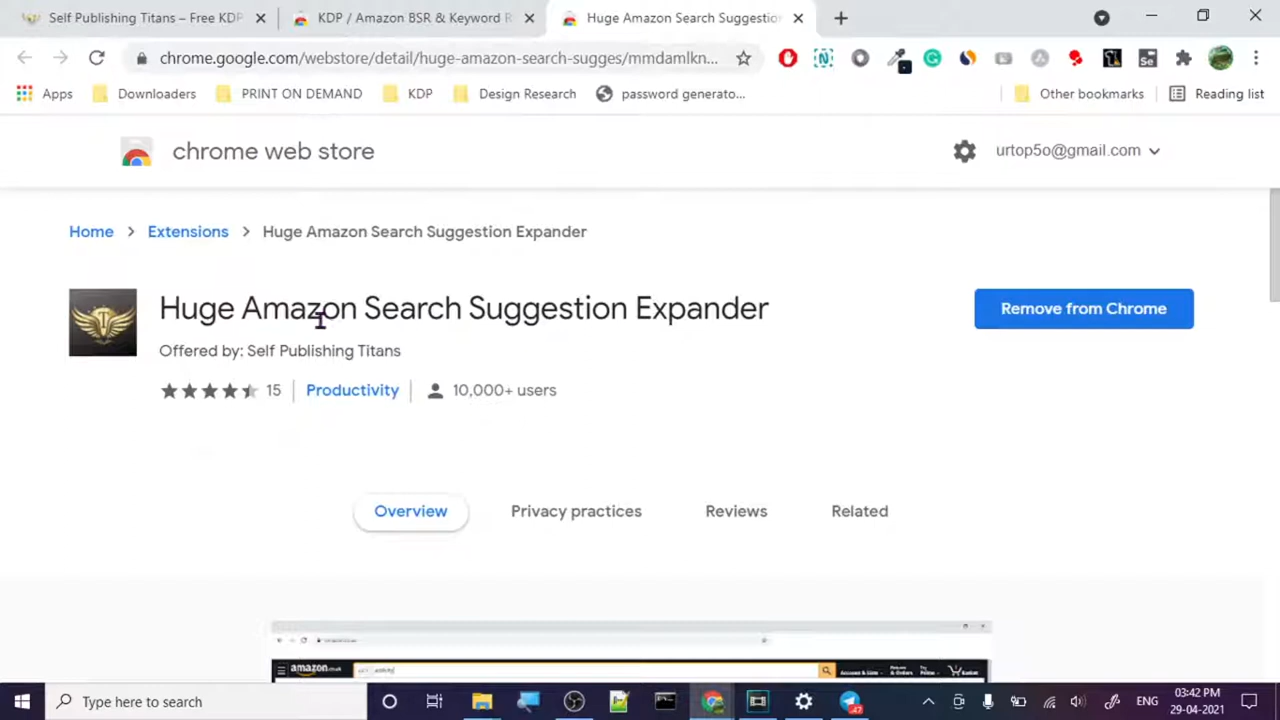 Self Publishing Titans – Free KDP
KDP / Amazon BSR & Keyword R
Huge Amazon Search Suggestio
chrome.google.com/webstore/detail/huge-amazon-search-sugges/mmdamlkn...
Apps
Downloaders
PRINT ON DEMAND
KDP
Design Research
password generato...
Other bookmarks
Reading list
chrome web store
urtop5o@gmail.com
Home > Extensions > Huge Amazon Search Suggestion Expander
Huge Amazon Search Suggestion Expander
Remove from Chrome
Offered by: Self Publishing Titans
15
Productivity
10,000+ users
Overview
Privacy practices
Reviews
Related
amazon
Type here to search
ENG
03:42 PM
29-04-2021